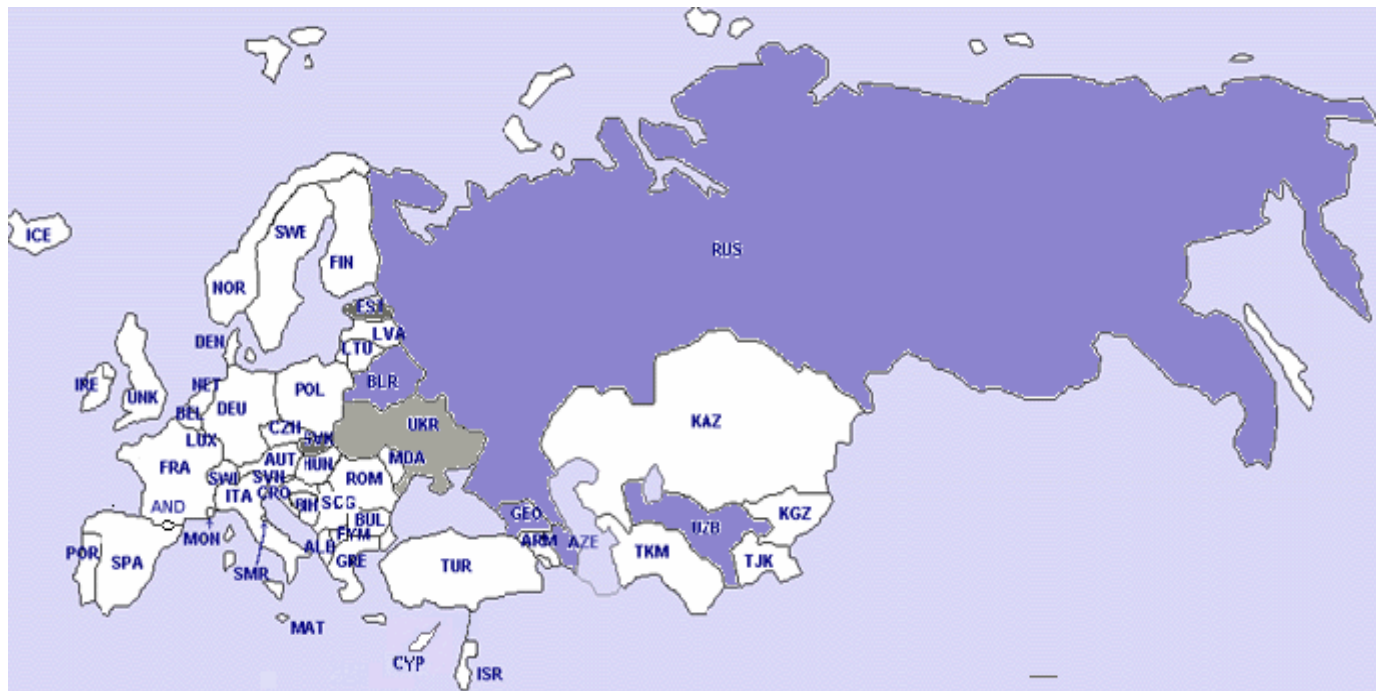 ICE
SWE
RUS
FIN
NOR
EST
LVA
DEN
LTU
BLR
IRE
NET
POL
UNK
DEU
BEL
KAZ
UKR
CZH
SVK
LUX
AUT
MDA
FRA
HUN
SWI
SVN
ROM
ITA
CRO
BIH
SCG
AND
GEO
KGZ
BUL
UZB
FYM
MON
ARM
AZE
ALB
TKM
POR
SPA
GRE
TUR
TJK
SMR
MAT
CYP
ISR